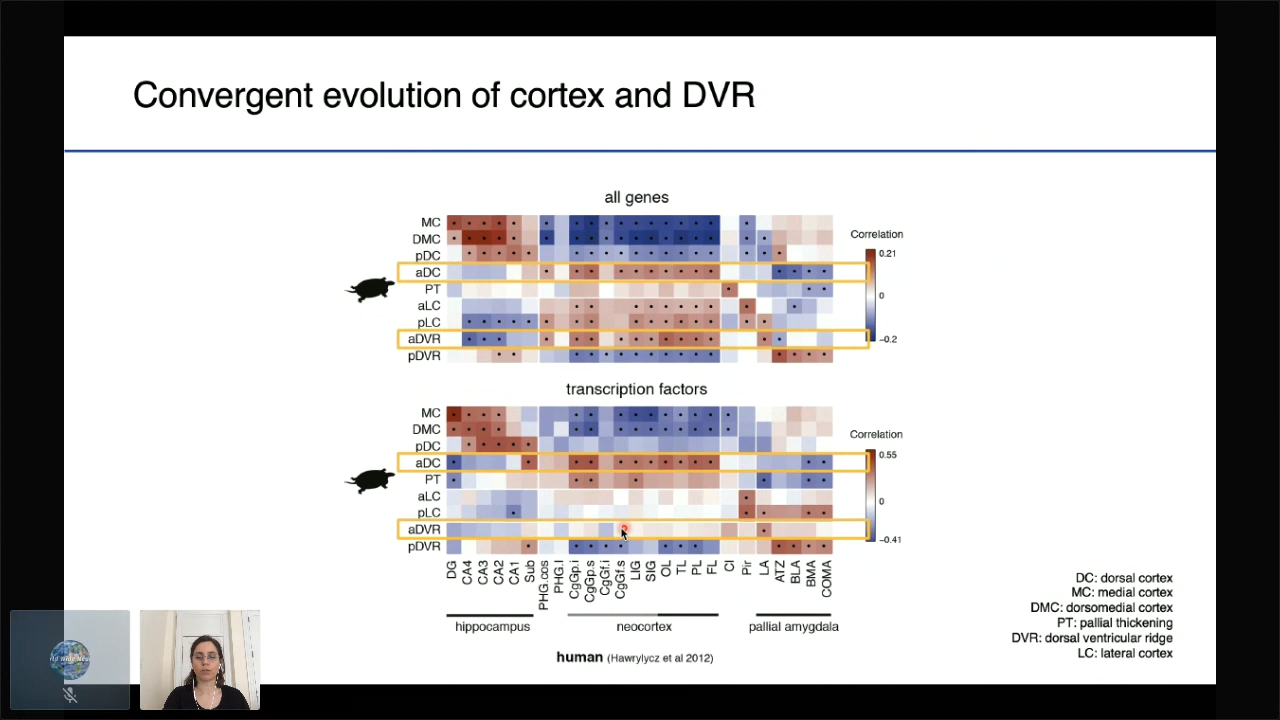 Convergent evolution of cortex and DVR
all genes
MC
DMC
pDC
aDC
PT
aLC
pLC
aDVR
pDVR
Correlation
0.21
0
−0.2
transcription factors
MC
DMC
pDC
aDC
PT
aLC
pLC
aDVR
pDVR
Correlation
0.55
0
−0.41
DG
CA4
CA3
CA2
CA1
Sub
PHG.cos
PHG.l
CgGp.i
CgGp.s
CgGf.i
CgGf.s
LIG
SIG
OL
TL
PL
FL
Cl
Pir
LA
ATZ
BLA
BMA
COMA
hippocampus
neocortex
pallial amygdala
human (Hawrylycz et al 2012)
DC: dorsal cortex
MC: medial cortex
DMC: dorsomedial cortex
PT: pallial thickening
DVR: dorsal ventricular ridge
LC: lateral cortex